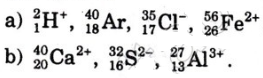 a) ²₁H⁺, ⁴⁰₁₈Ar, ³⁵₁₇Cl⁻, ⁵⁶₂₆Fe²⁺
b) ⁴⁰₂₀Ca²⁺, ³²₁₆S²⁻, ²⁷₁₃Al³⁺.